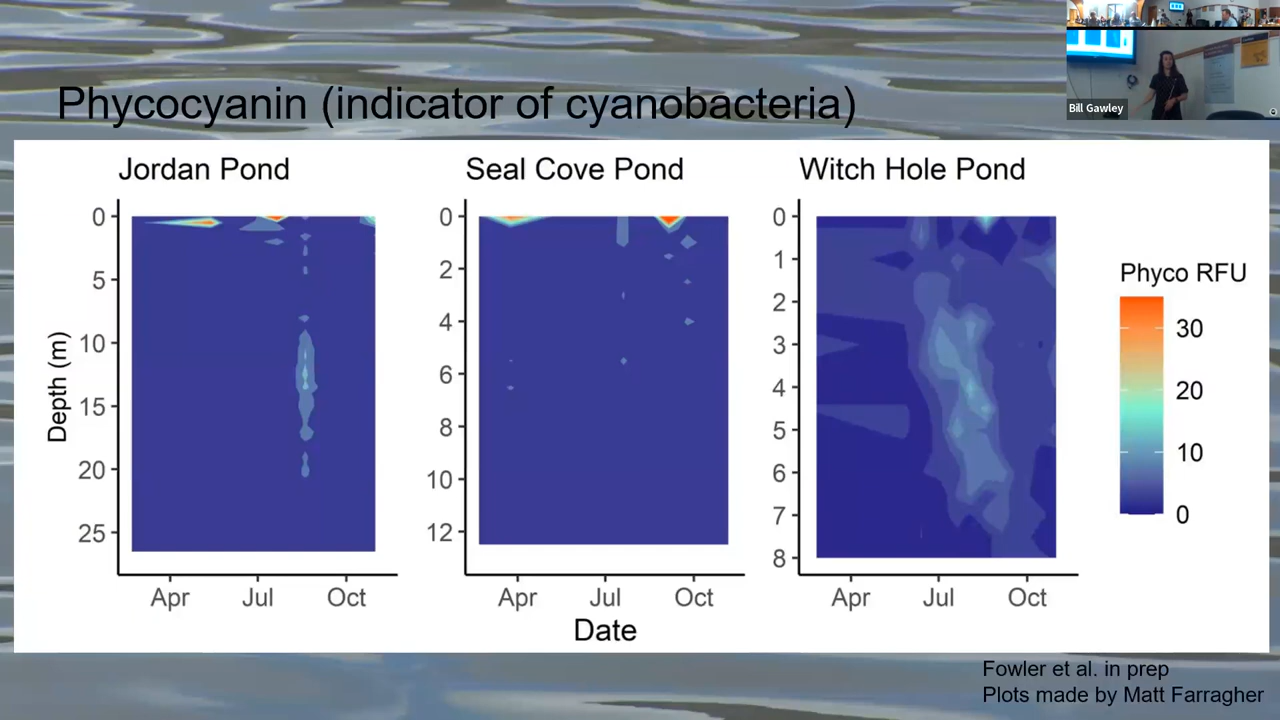 Phycocyanin (indicator of cyanobacteria)
Bill Gawley
Jordan Pond
Seal Cove Pond
Witch Hole Pond
Depth (m)
0
5
10
15
20
25
Apr
Jul
Oct
0
2
4
6
8
10
12
Apr
Jul
Oct
0
1
2
3
4
5
6
7
8
Apr
Jul
Oct
Date
Phyco RFU
30
20
10
0
Fowler et al. in prep
Plots made by Matt Farragher